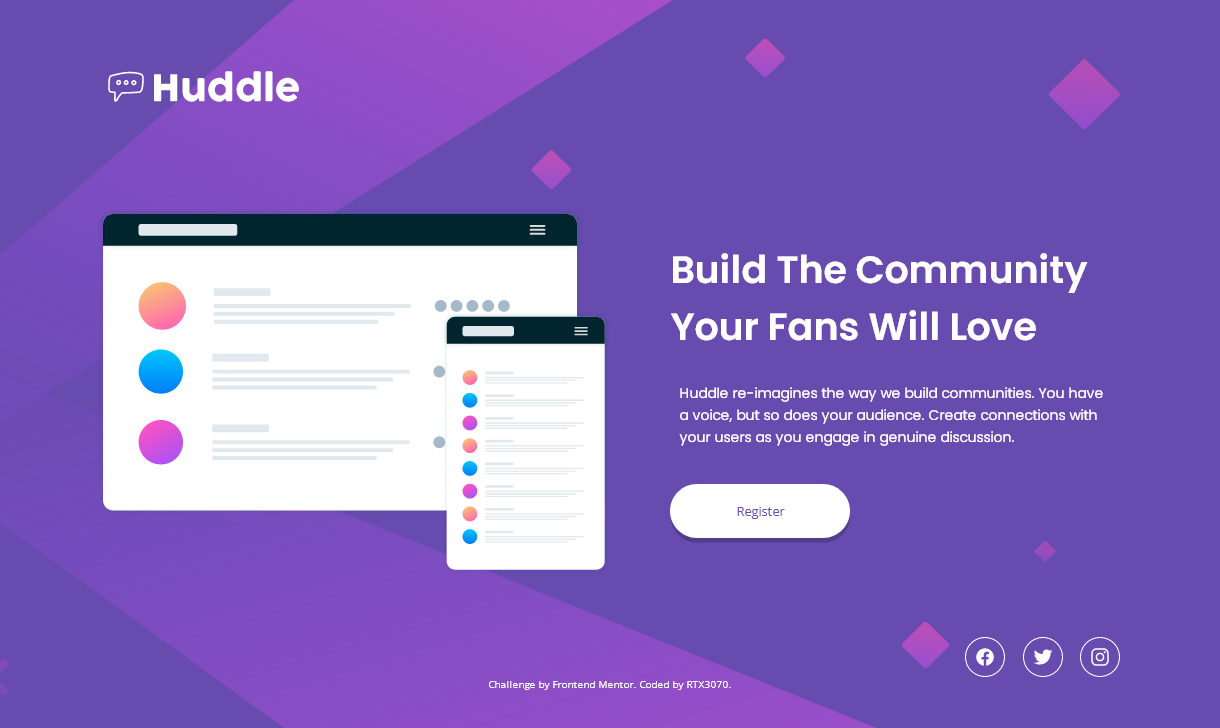 Huddle
Build The Community
Your Fans Will Love
Huddle re-imagines the way we build communities. You have
a voice, but so does your audience. Create connections with
your users as you engage in genuine discussion.
Register
Challenge by Frontend Mentor. Coded by RTX3070.